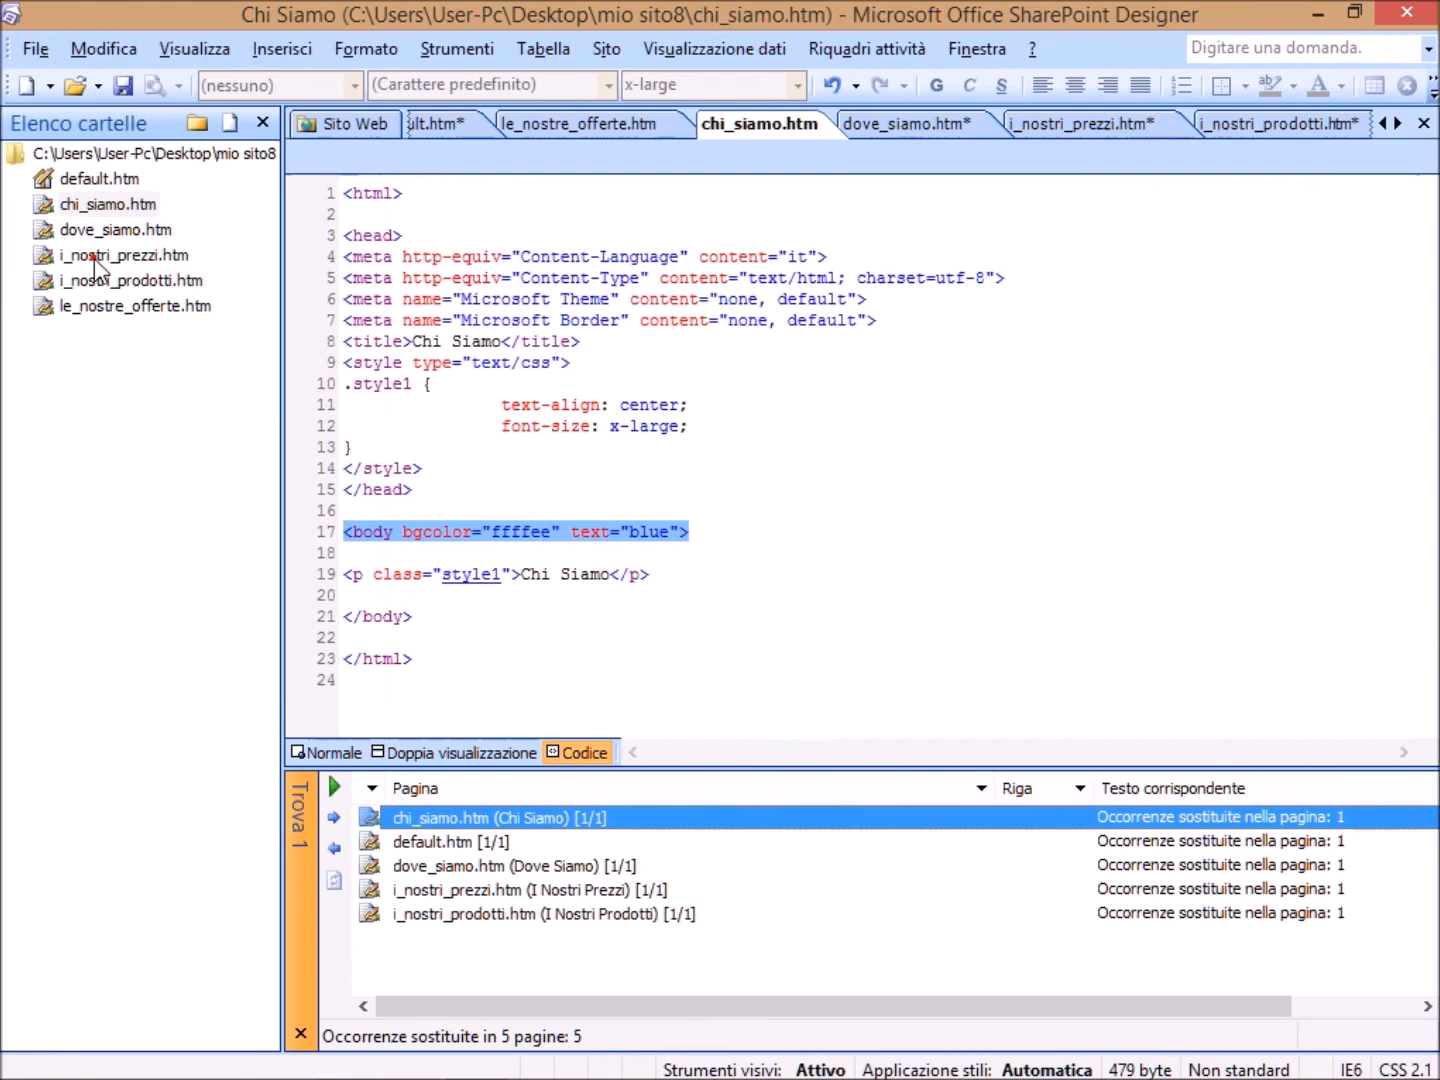 Chi Siamo (C:\Users\User-Pc\Desktop\mio sito8\chi_siamo.htm) - Microsoft Office SharePoint Designer
File Modifica Visualizza Inserisci Formato Strumenti Tabella Sito Visualizzazione dati Riquadri attività Finestra ? Digitare una domanda.
(nessuno) (Carattere predefinito) x-large G C S
Elenco cartelle
Sito Web ult.htm* le_nostre_offerte.htm chi_siamo.htm dove_siamo.htm* i_nostri_prezzi.htm* i_nostri_prodotti.htm*
C:\Users\User-Pc\Desktop\mio sito8
default.htm
chi_siamo.htm
dove_siamo.htm
i_nostri_prezzi.htm
i_nostri_prodotti.htm
le_nostre_offerte.htm
1 <html>
2
3 <head>
4 <meta http-equiv="Content-Language" content="it">
5 <meta http-equiv="Content-Type" content="text/html; charset=utf-8">
6 <meta name="Microsoft Theme" content="none, default">
7 <meta name="Microsoft Border" content="none, default">
8 <title>Chi Siamo</title>
9 <style type="text/css">
10 .style1 {
11 text-align: center;
12 font-size: x-large;
13 }
14 </style>
15 </head>
16
17 <body bgcolor="ffffee" text="blue">
18
19 <p class="style1">Chi Siamo</p>
20
21 </body>
22
23 </html>
24
Normale Doppia visualizzazione Codice
Trova 1
Pagina Riga Testo corrispondente
chi_siamo.htm (Chi Siamo) [1/1] Occorrenze sostituite nella pagina: 1
default.htm [1/1] Occorrenze sostituite nella pagina: 1
dove_siamo.htm (Dove Siamo) [1/1] Occorrenze sostituite nella pagina: 1
i_nostri_prezzi.htm (I Nostri Prezzi) [1/1] Occorrenze sostituite nella pagina: 1
i_nostri_prodotti.htm (I Nostri Prodotti) [1/1] Occorrenze sostituite nella pagina: 1
Occorrenze sostituite in 5 pagine: 5
Strumenti visivi: Attivo Applicazione stili: Automatica 479 byte Non standard IE6 CSS 2.1